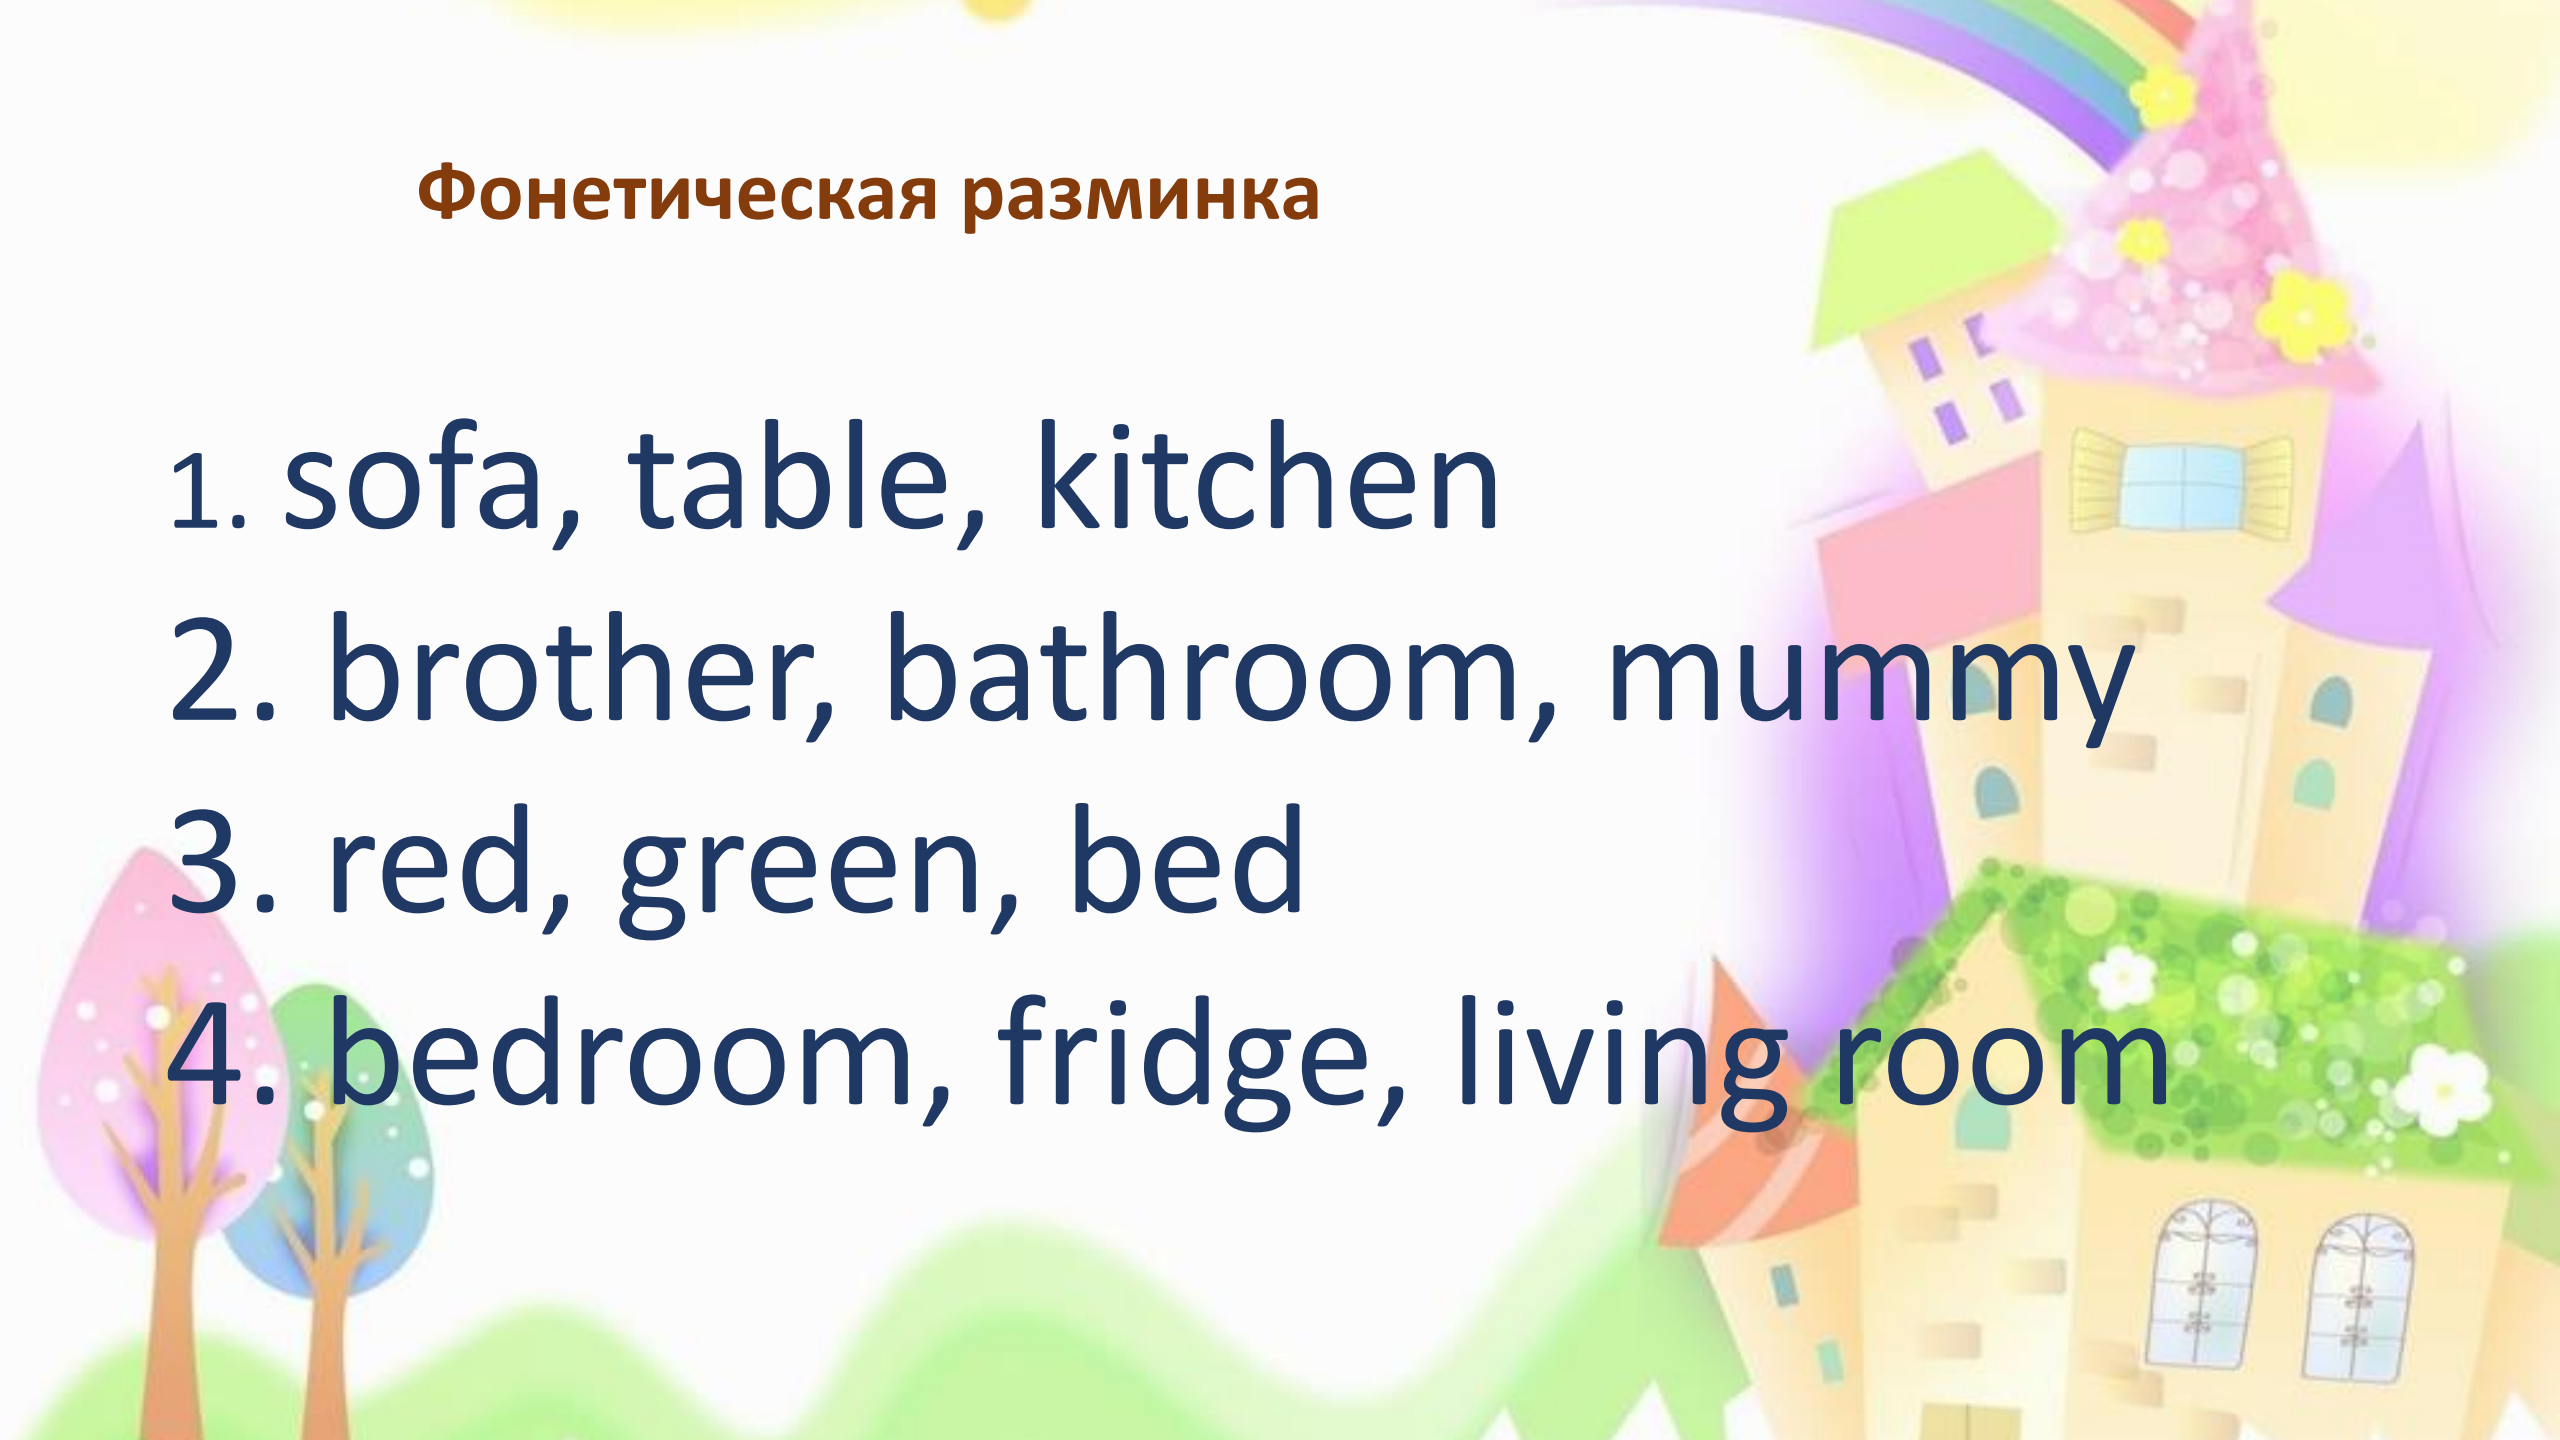 Фонетическая разминка
1. sofa, table, kitchen
2. brother, bathroom, mummy
3. red, green, bed
4. bedroom, fridge, living room